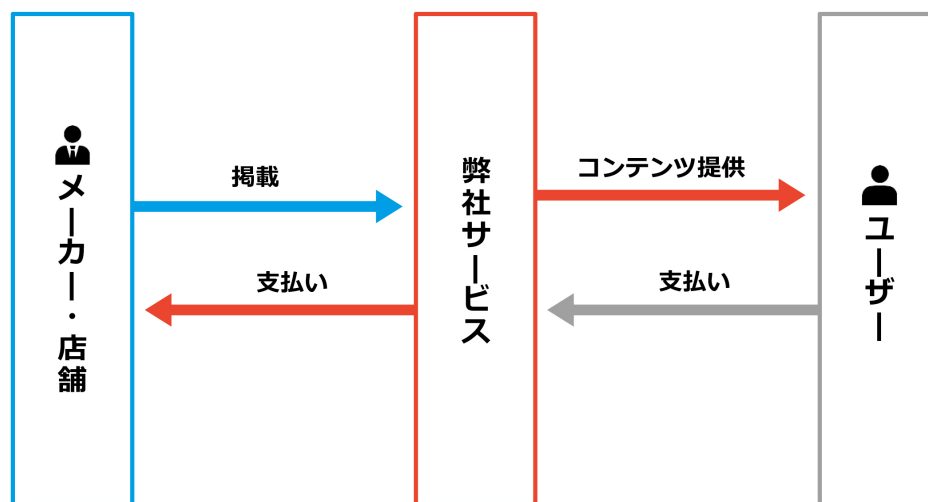 メーカー・店舗
掲載
支払い
弊社サービス
コンテンツ提供
支払い
ユーザー